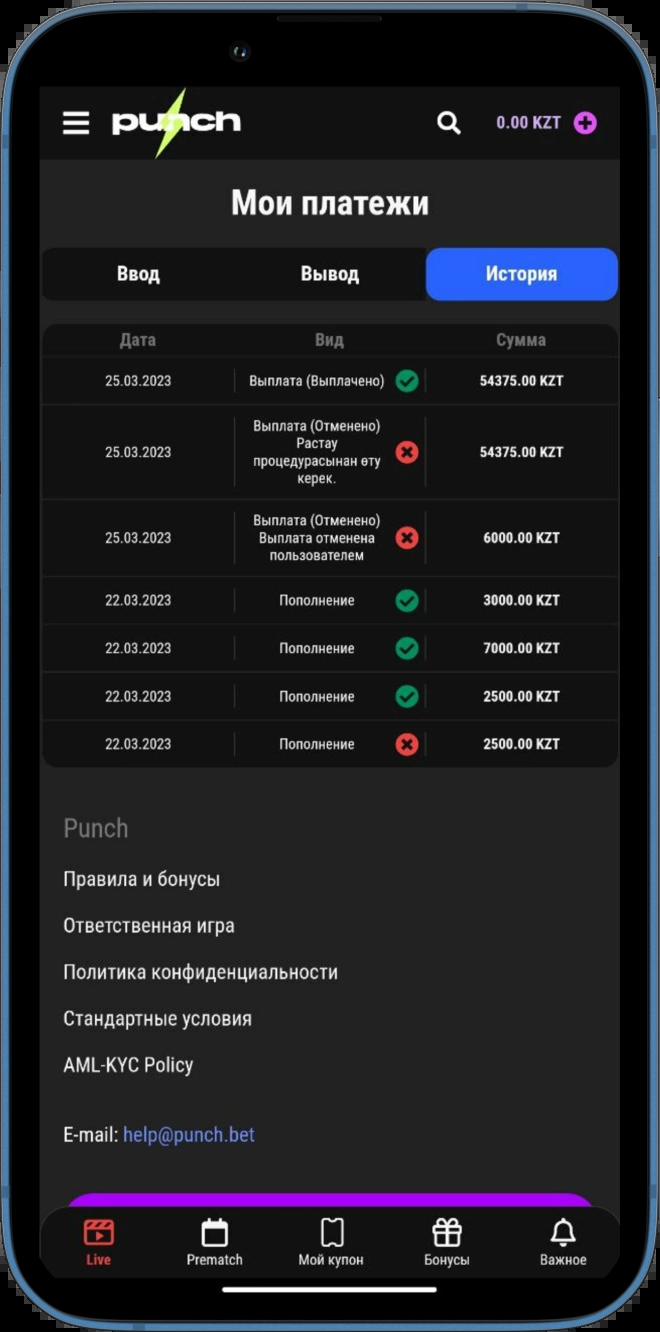 punch
0.00 KZT
Мои платежи
Ввод Вывод История
Дата Вид Сумма
25.03.2023 Выплата (Выплачено) 54375.00 KZT
Выплата (Отменено)
Растау
25.03.2023 процедурасынан өту 54375.00 KZT
керек.
Выплата (Отменено)
25.03.2023 Выплата отменена 6000.00 KZT
пользователем
22.03.2023 Пополнение 3000.00 KZT
22.03.2023 Пополнение 7000.00 KZT
22.03.2023 Пополнение 2500.00 KZT
22.03.2023 Пополнение 2500.00 KZT
Punch
Правила и бонусы
Ответственная игра
Политика конфиденциальности
Стандартные условия
AML-KYC Policy
E-mail: help@punch.bet
Live Prematch Мой купон Бонусы Важное